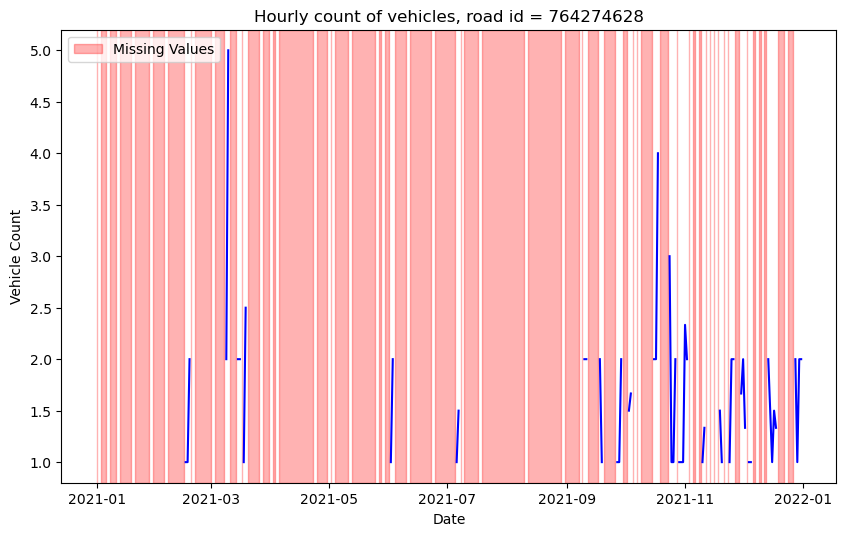 Hourly count of vehicles, road id = 764274628
Missing Values
5.0
4.5
4.0
3.5
3.0
2.5
2.0
1.5
1.0
Vehicle Count
2021-01 2021-03 2021-05 2021-07 2021-09 2021-11 2022-01
Date